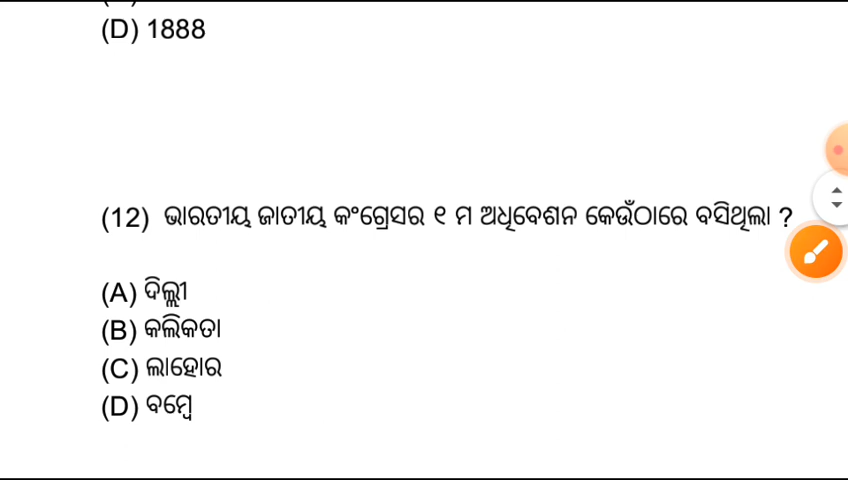 (D) 1888
(12) ଭାରତୀୟ ଜାତୀୟ କଂଗ୍ରେସର ୧ ମ ଅଧିବେଶନ କେଉଁଠାରେ ବସିଥିଲା ?
(A) ଦିଲ୍ଲୀ
(B) କଲିକତା
(C) ଲାହୋର
(D) ବମ୍ବେ